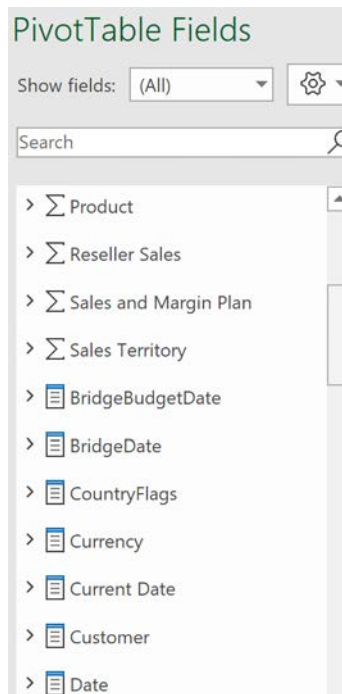 PivotTable Fields
Show fields: (All)
Search
∑ Product
∑ Reseller Sales
∑ Sales and Margin Plan
∑ Sales Territory
BridgeBudgetDate
BridgeDate
CountryFlags
Currency
Current Date
Customer
Date